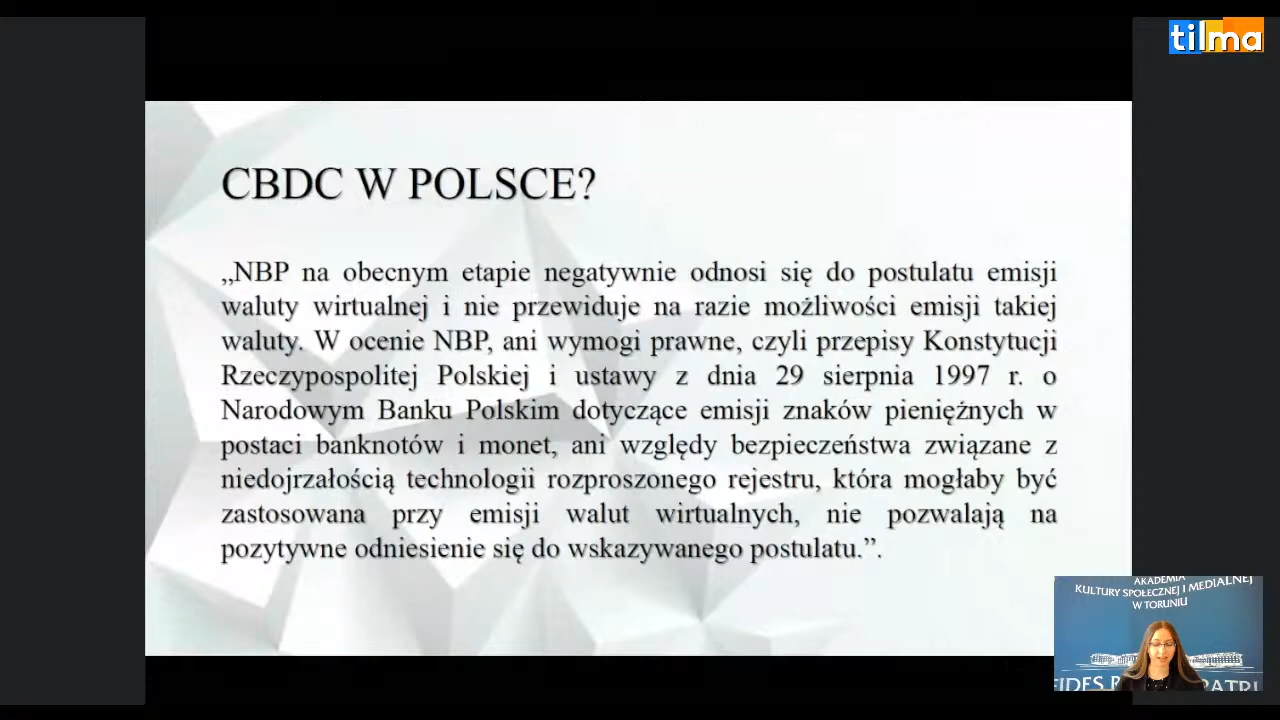 tilma
CBDC W POLSCE?
„NBP na obecnym etapie negatywnie odnosi się do postulatu emisji
waluty wirtualnej i nie przewiduje na razie możliwości emisji takiej
waluty. W ocenie NBP, ani wymogi prawne, czyli przepisy Konstytucji
Rzeczypospolitej Polskiej i ustawy z dnia 29 sierpnia 1997 r. o
Narodowym Banku Polskim dotyczące emisji znaków pieniężnych w
postaci banknotów i monet, ani względy bezpieczeństwa związane z
niedojrzałością technologii rozproszonego rejestru, która mogłaby być
zastosowana przy emisji walut wirtualnych, nie pozwalają na
pozytywne odniesienie się do wskazywanego postulatu.”.
AKADEMIA
KULTURY SPOŁECZNEJ I MEDIALNEJ
W TORUNIU
FIDES